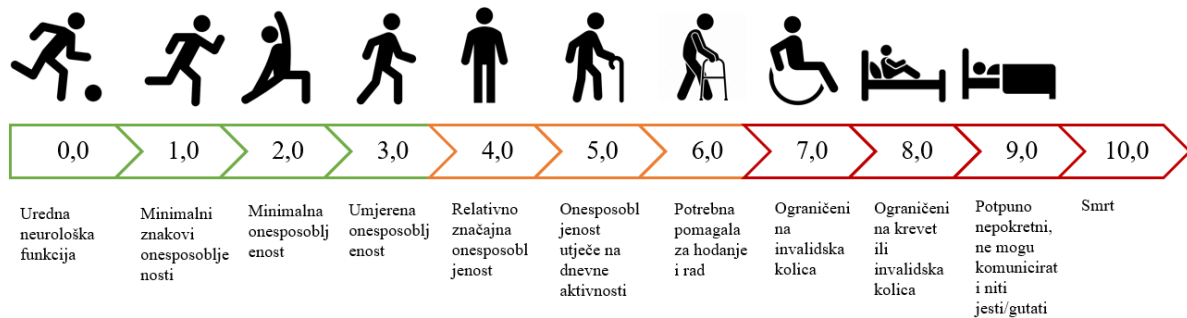 0,0
1,0
2,0
3,0
4,0
5,0
6,0
7,0
8,0
9,0
10,0
Uredna
neurološka
funkcija
Minimalni
znakovi
onesposoblje
nosti
Minimalna
onesposoblj
enost
Umjerena
onesposoblj
enost
Relativno
značajna
onesposobl
jenost
Onesposobl
jenost
utječe na
dnevne
aktivnosti
Potrebna
pomagala
za hodanje
i rad
Ograničeni
na
invalidska
kolica
Ograničeni
na krevet
ili
invalidska
kolica
Potpuno
nepokretni,
ne mogu
komunicirat
i niti
jesti/gutati
Smrt